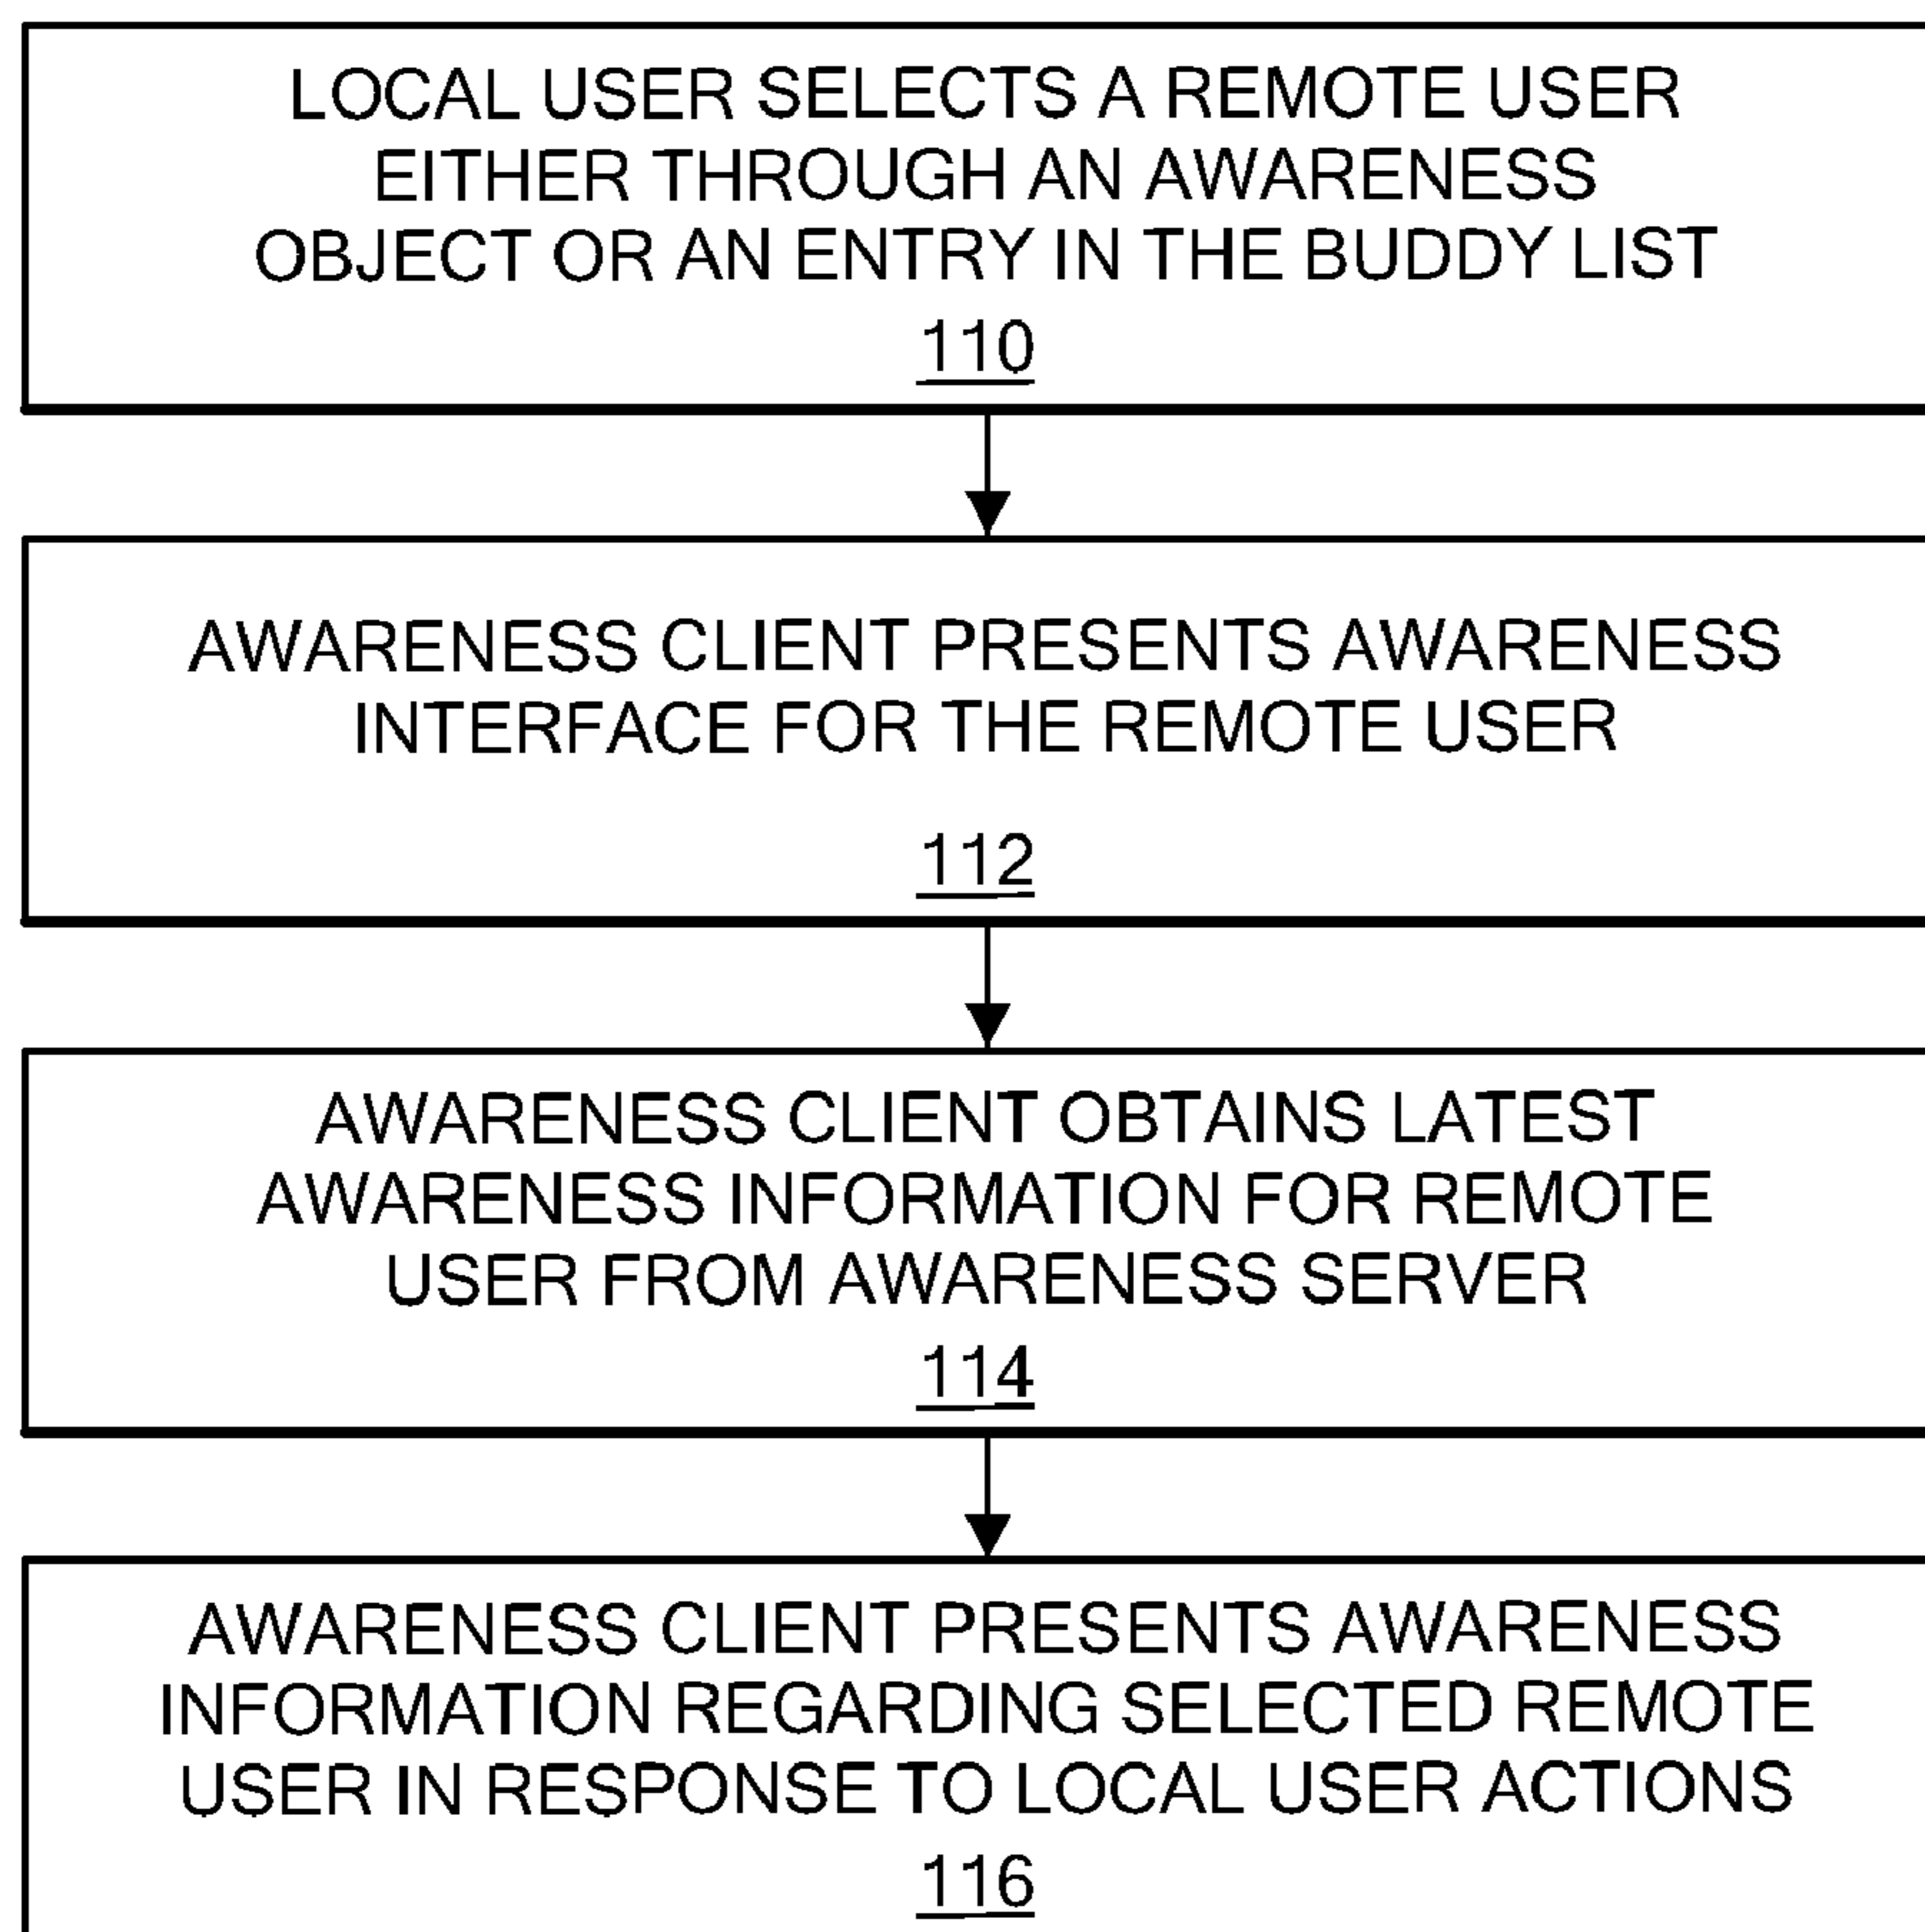 LOCAL USER SELECTS A REMOTE USER
EITHER THROUGH AN AWARENESS
OBJECT OR AN ENTRY IN THE BUDDY LIST
110
AWARENESS CLIENT PRESENTS AWARENESS
INTERFACE FOR THE REMOTE USER
112
AWARENESS CLIENT OBTAINS LATEST
AWARENESS INFORMATION FOR REMOTE
USER FROM AWARENESS SERVER
114
AWARENESS CLIENT PRESENTS AWARENESS
INFORMATION REGARDING SELECTED REMOTE
USER IN RESPONSE TO LOCAL USER ACTIONS
116